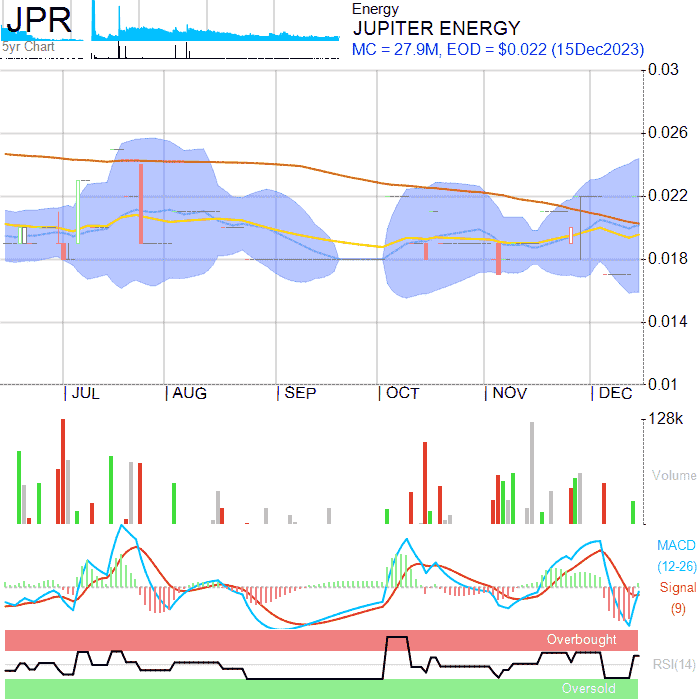 JPR
5yr Chart
Energy
JUPITER ENERGY
MC = 27.9M, EOD = $0.022 (15Dec2023)
0.03
0.026
0.022
0.018
0.014
0.01
JUL AUG SEP OCT NOV DEC
128k
Volume
MACD
(12-26)
Signal
(9)
Overbought
RSI(14)
Oversold